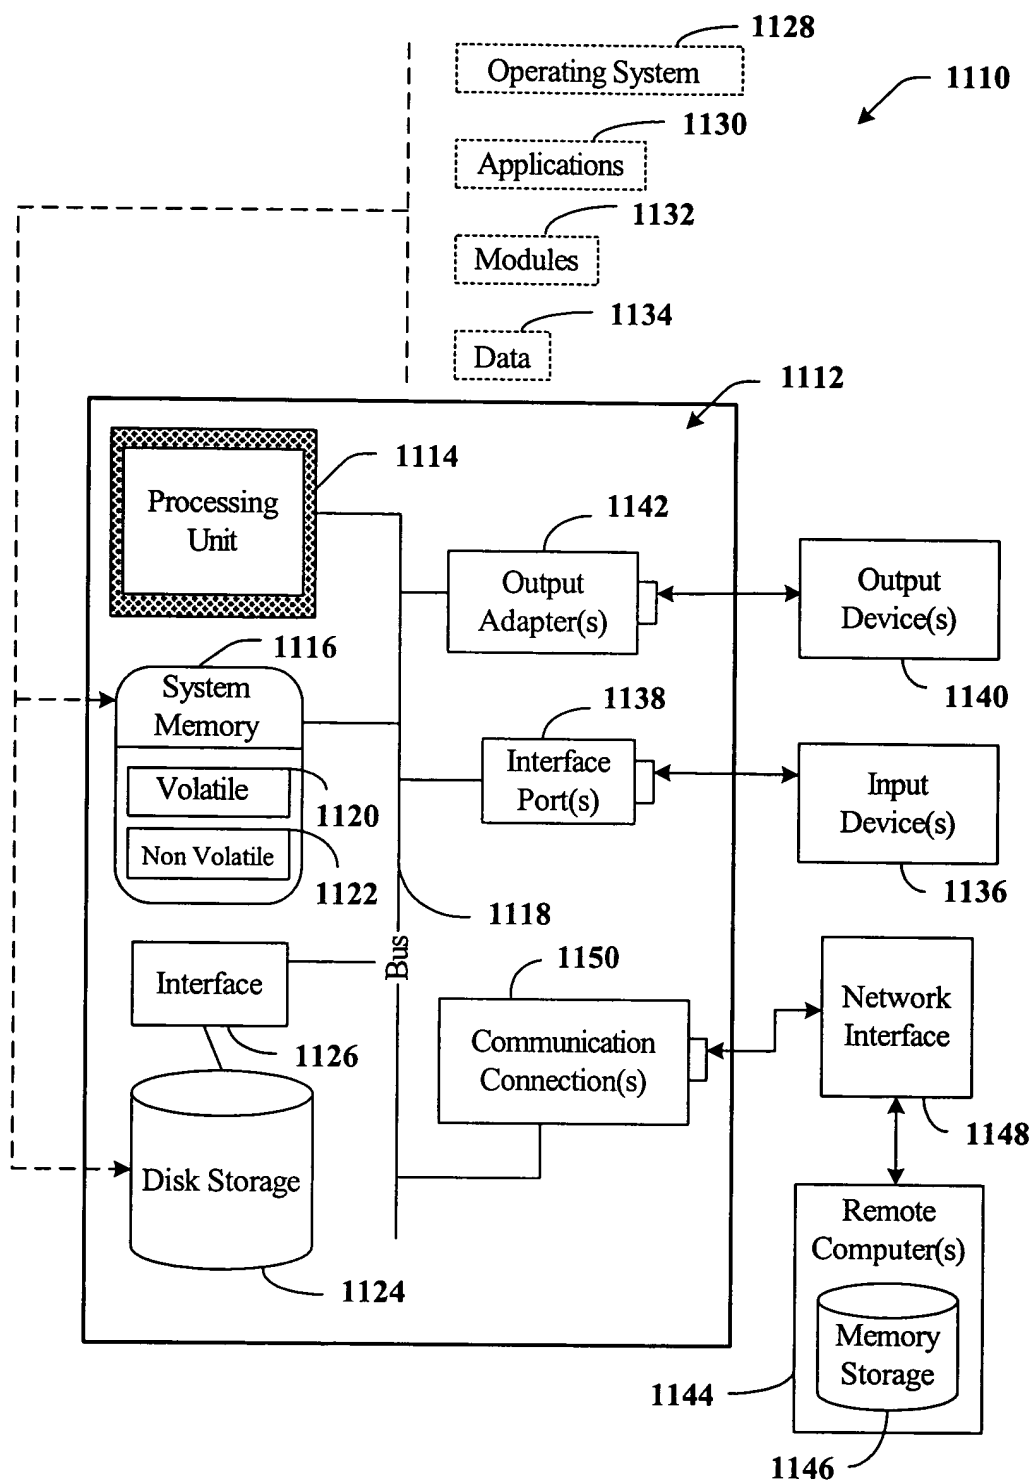 1128
Operating System
1110
1130
Applications
1132
Modules
1134
Data
1112
1114
Processing
Unit
1142
Output
Adapter(s)
Output
Device(s)
1140
1116
System
Memory
Volatile
1120
Non Volatile
1122
1138
Interface
Port(s)
Input
Device(s)
1136
1118
Bus
Interface
1126
1150
Communication
Connection(s)
Network
Interface
1148
Disk Storage
1124
Remote
Computer(s)
Memory
Storage
1144
1146